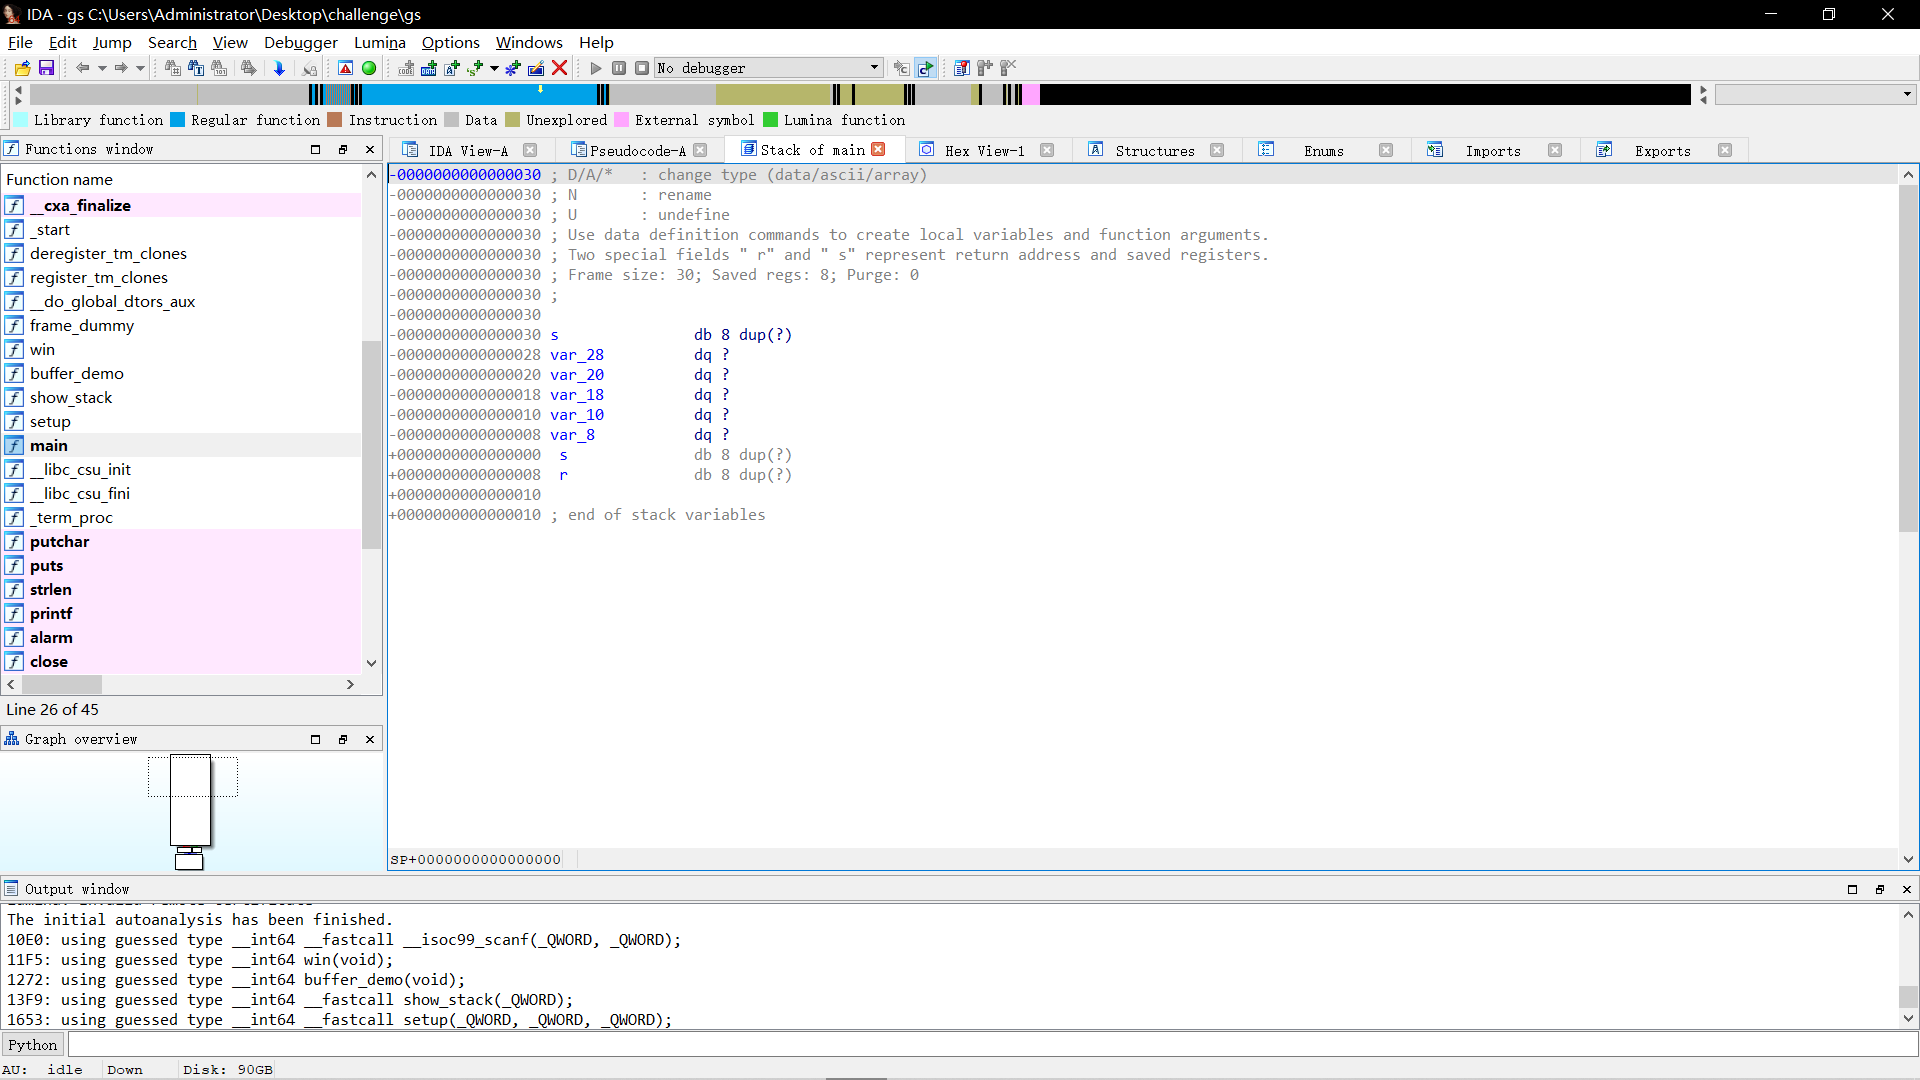 IDA - gs C:\Users\Administrator\Desktop\challenge\gs
File Edit Jump Search View Debugger Lumina Options Windows Help
No debugger
Library function Regular function Instruction Data Unexplored External symbol Lumina function
Functions window
IDA View-A Pseudocode-A Stack of main Hex View-1 Structures Enums Imports Exports
Function name
__cxa_finalize
_start
deregister_tm_clones
register_tm_clones
__do_global_dtors_aux
frame_dummy
win
buffer_demo
show_stack
setup
main
__libc_csu_init
__libc_csu_fini
_term_proc
putchar
puts
strlen
printf
alarm
close
Line 26 of 45
Graph overview
-0000000000000030 ; D/A/*   : change type (data/ascii/array)
-0000000000000030 ; N       : rename
-0000000000000030 ; U       : undefine
-0000000000000030 ; Use data definition commands to create local variables and function arguments.
-0000000000000030 ; Two special fields " r" and " s" represent return address and saved registers.
-0000000000000030 ; Frame size: 30; Saved regs: 8; Purge: 0
-0000000000000030 ;
-0000000000000030
-0000000000000030 s               db 8 dup(?)
-0000000000000028 var_28          dq ?
-0000000000000020 var_20          dq ?
-0000000000000018 var_18          dq ?
-0000000000000010 var_10          dq ?
-0000000000000008 var_8           dq ?
+0000000000000000  s              db 8 dup(?)
+0000000000000008  r              db 8 dup(?)
+0000000000000010
+0000000000000010 ; end of stack variables
SP+0000000000000000
Output window
The initial autoanalysis has been finished.
10E0: using guessed type __int64 __fastcall __isoc99_scanf(_QWORD, _QWORD);
11F5: using guessed type __int64 win(void);
1272: using guessed type __int64 buffer_demo(void);
13F9: using guessed type __int64 __fastcall show_stack(_QWORD);
1653: using guessed type __int64 __fastcall setup(_QWORD, _QWORD, _QWORD);
Python
AU: idle Down Disk: 90GB